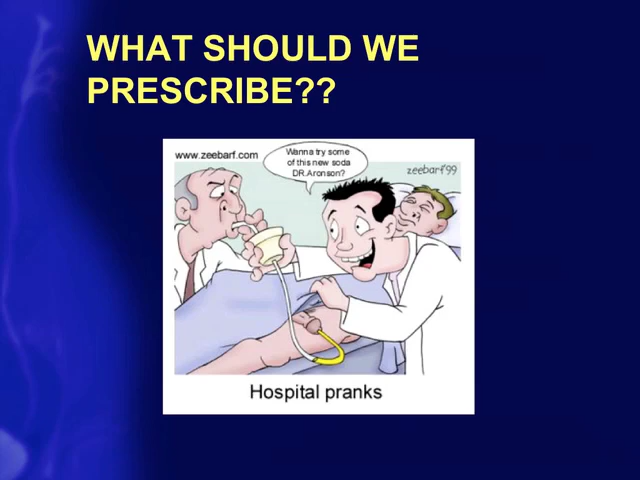 WHAT SHOULD WE
PRESCRIBE??
www.zeebarf.com
Wanna try some
of this new soda
DR.Aronson?
zeebarf'99
Hospital pranks